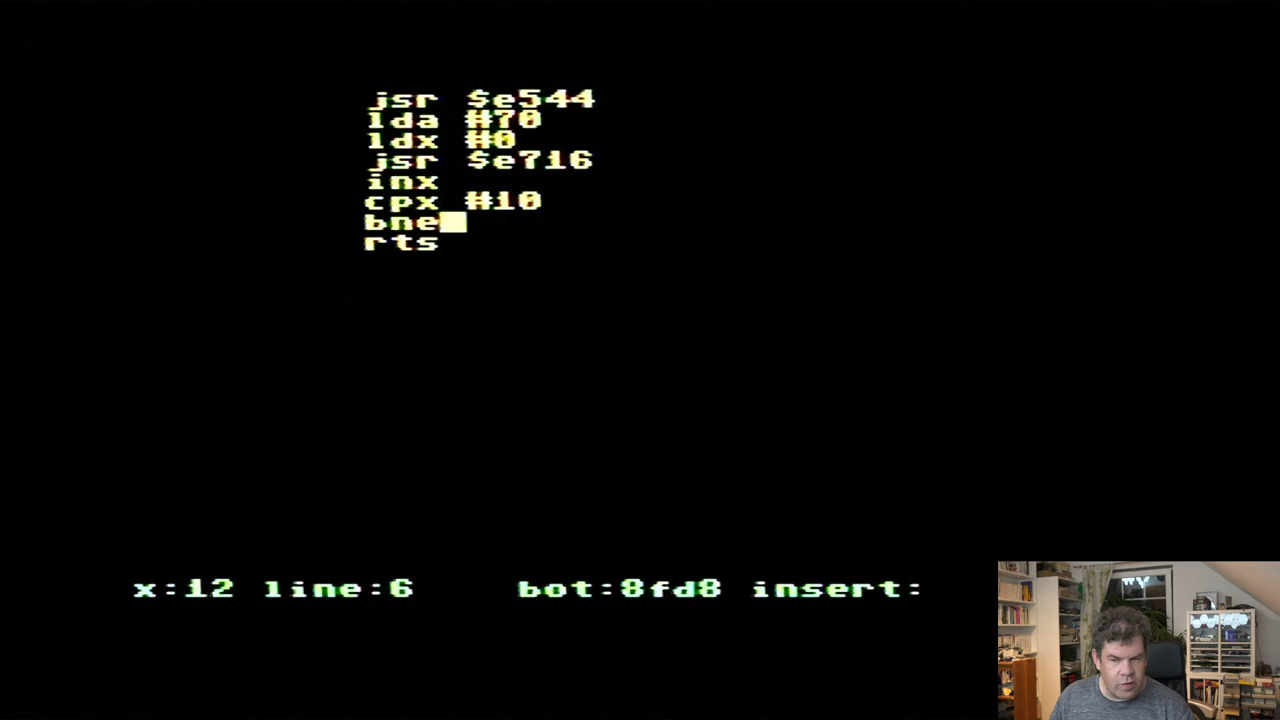 jsr $e544
lda #70
ldx #0
jsr $e716
inx
cpx #10
bne
rts
x:12 line:6 bot:8fd8 insert: